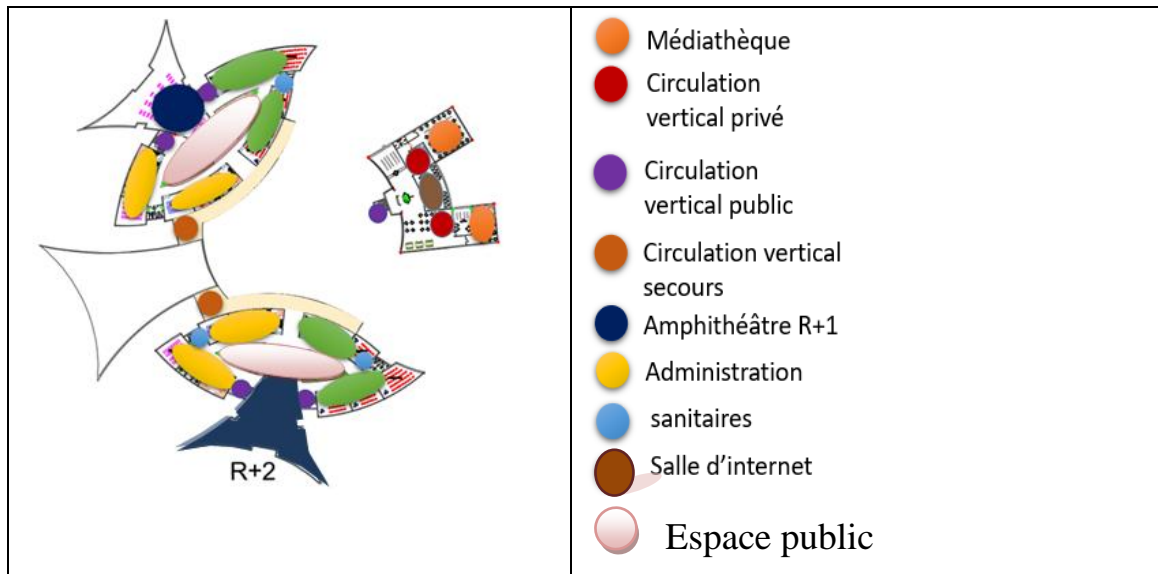 R+2
Médiathèque
Circulation
vertical privé
Circulation
vertical public
Circulation vertical
secours
Amphithéâtre R+1
Administration
sanitaires
Salle d’internet
Espace public